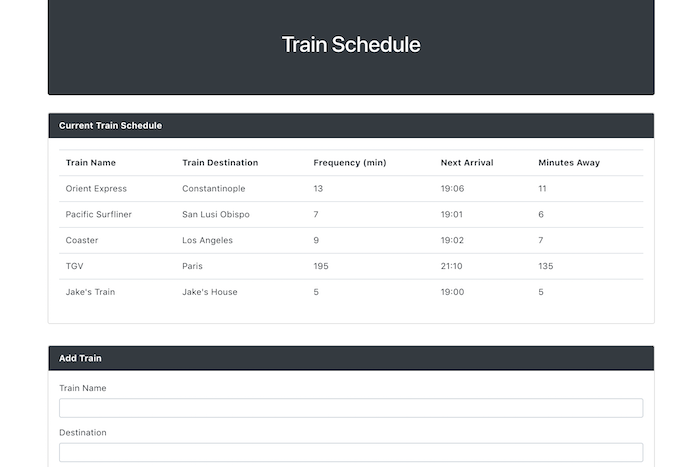 Train Schedule
Current Train Schedule
Train Name Train Destination Frequency (min) Next Arrival Minutes Away
Orient Express Constantinople 13 19:06 11
Pacific Surfliner San Lusi Obispo 7 19:01 6
Coaster Los Angeles 9 19:02 7
TGV Paris 195 21:10 135
Jake's Train Jake's House 5 19:00 5
Add Train
Train Name
Destination